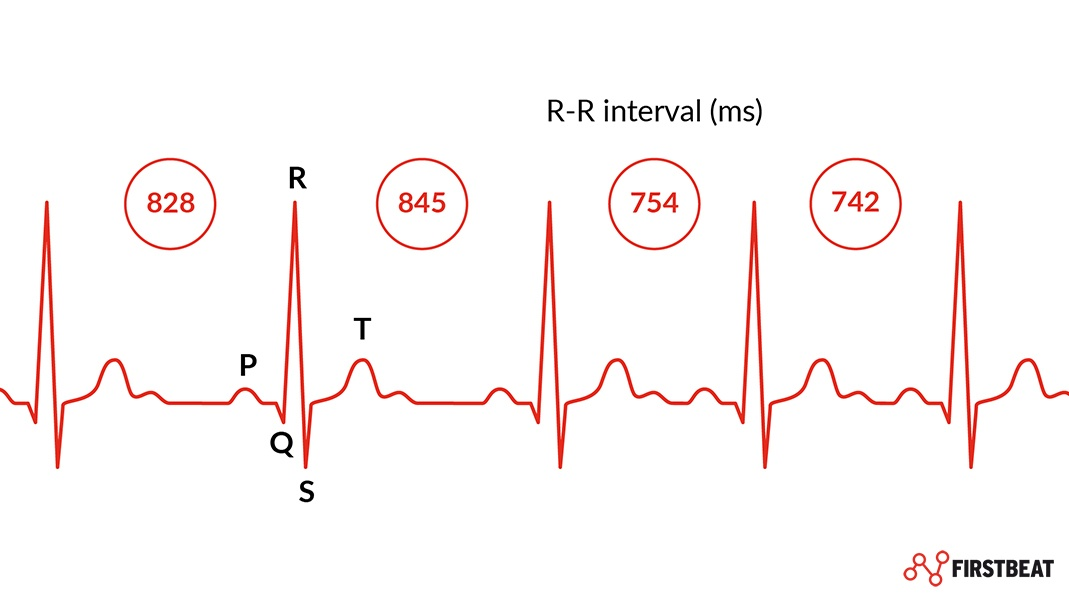 R-R interval (ms)
828
R
845
754
742
T
P
Q
S
FIRSTBEAT